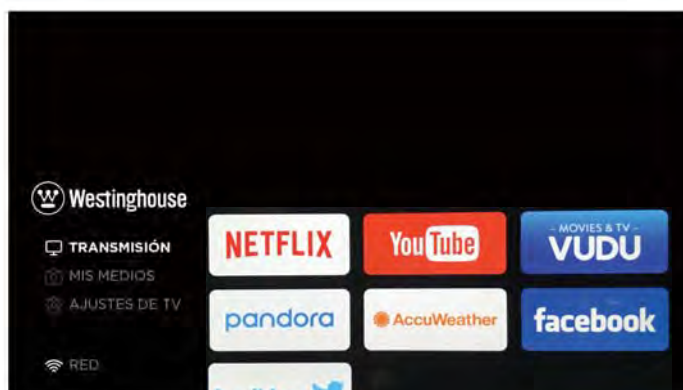 Westinghouse
TRANSMISIÓN
MIS MEDIOS
AJUSTES DE TV
RED
NETFLIX
YouTube
- MOVIES & TV -
VUDU
pandora
AccuWeather
facebook